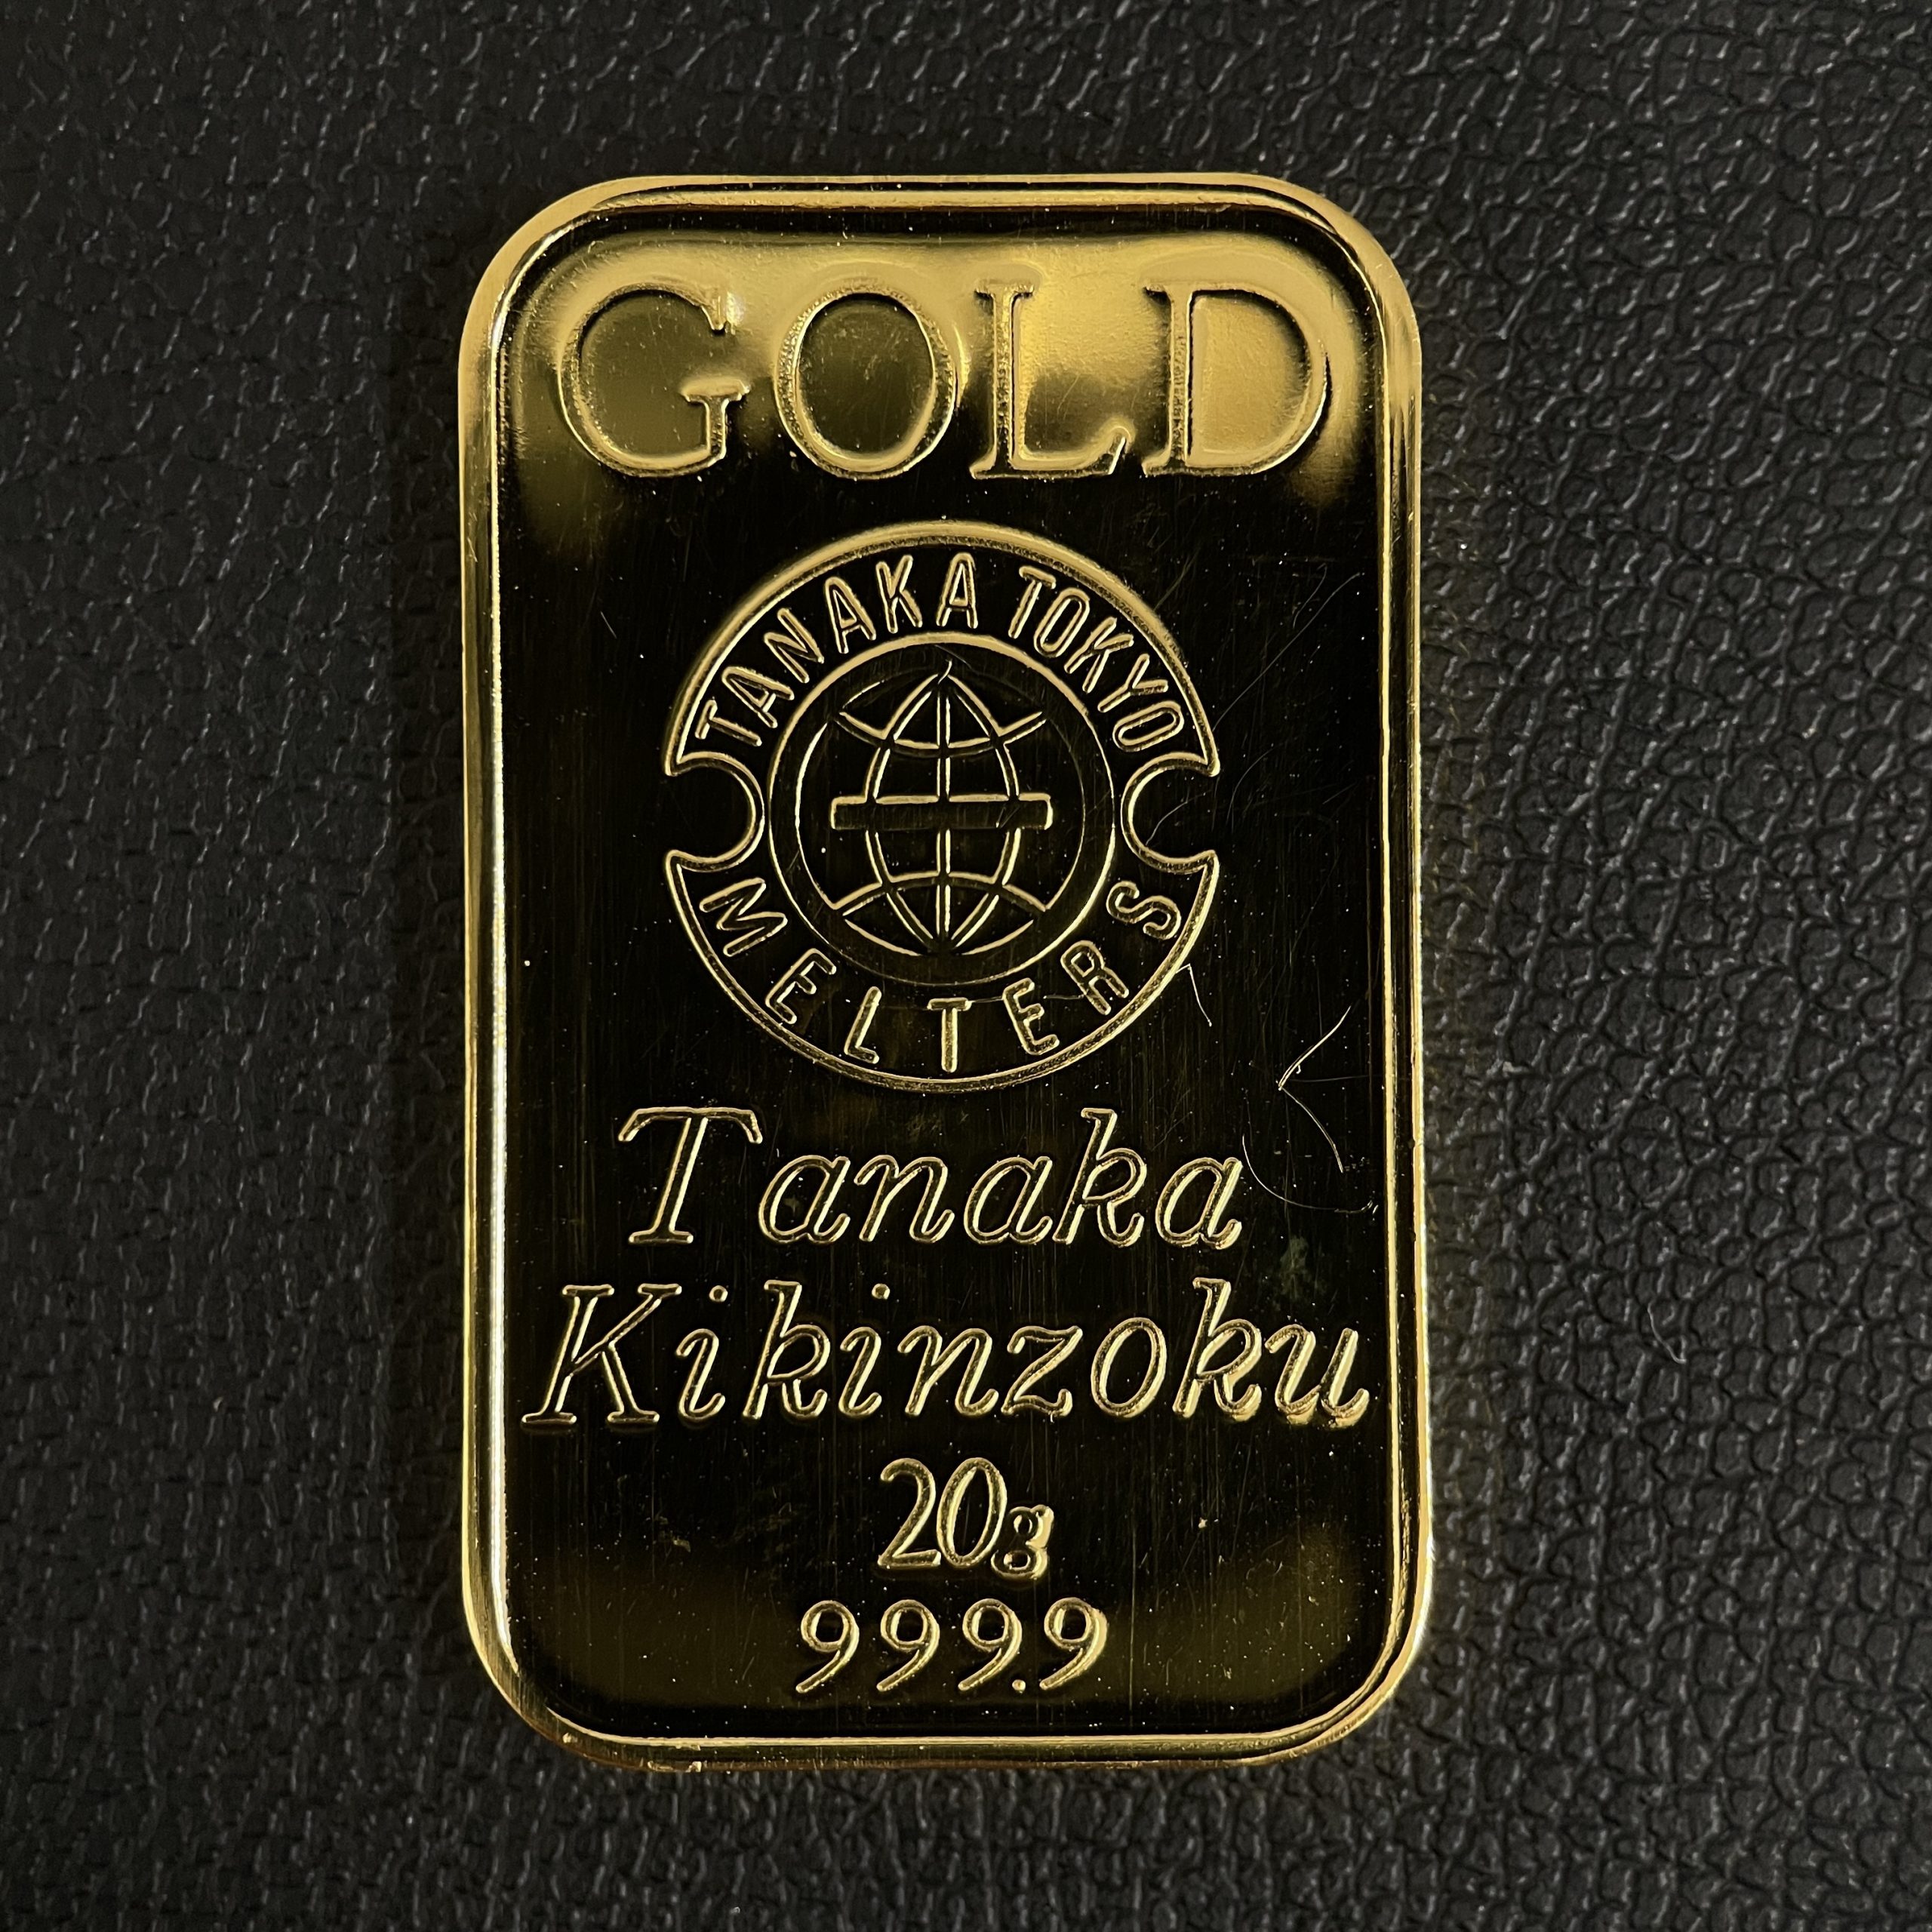 GOLD
TANAKA TOKYO
MELTERS
Tanaka
Kikinzoku
20g
999.9